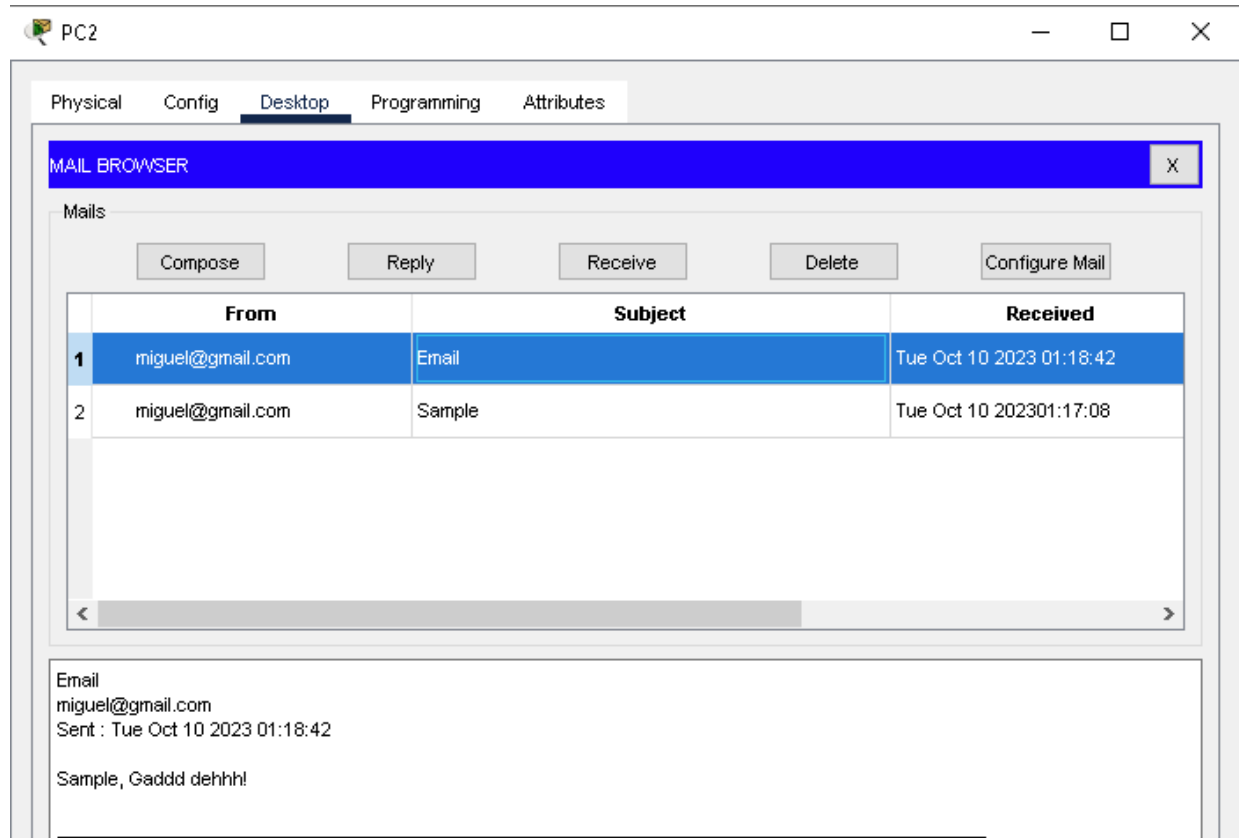 PC2
Physical Config Desktop Programming Attributes
MAIL BROWSER X
Mails
Compose Reply Receive Delete Configure Mail
From Subject Received
1 miguel@gmail.com Email Tue Oct 10 2023 01:18:42
2 miguel@gmail.com Sample Tue Oct 10 202301:17:08
Email
miguel@gmail.com
Sent : Tue Oct 10 2023 01:18:42
Sample, Gaddd dehhh!